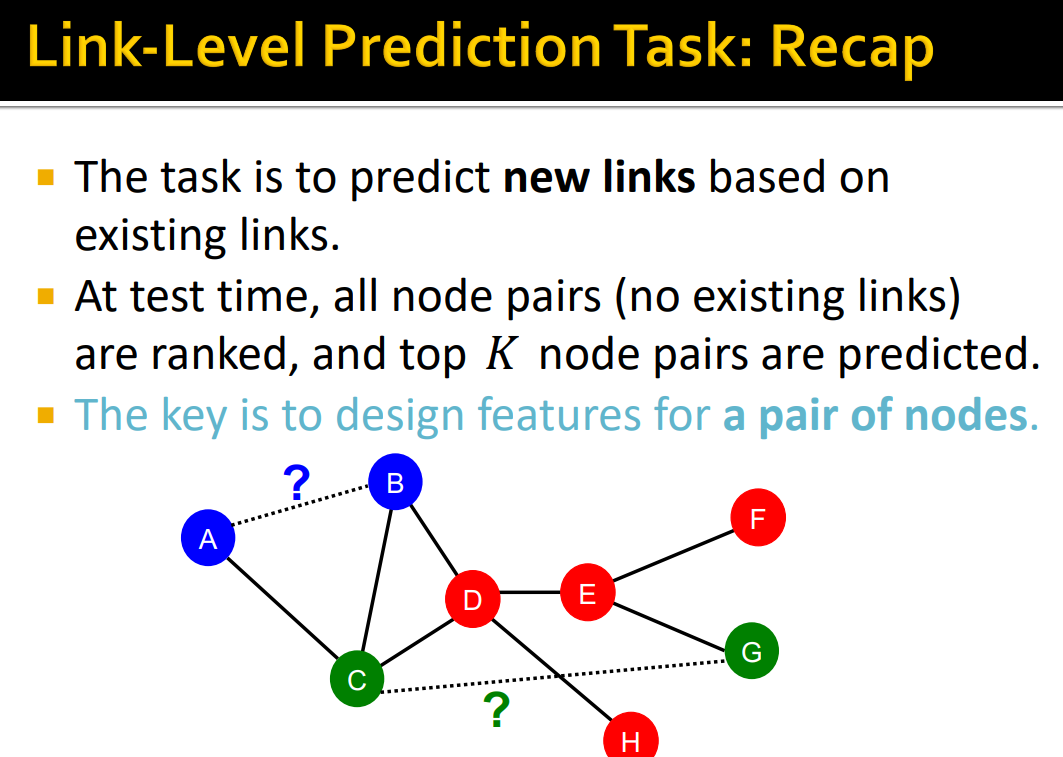 Link-Level Prediction Task: Recap
The task is to predict new links based on
existing links.
At test time, all node pairs (no existing links)
are ranked, and top K node pairs are predicted.
The key is to design features for a pair of nodes.
?
B
A
F
D
E
G
C
?
H